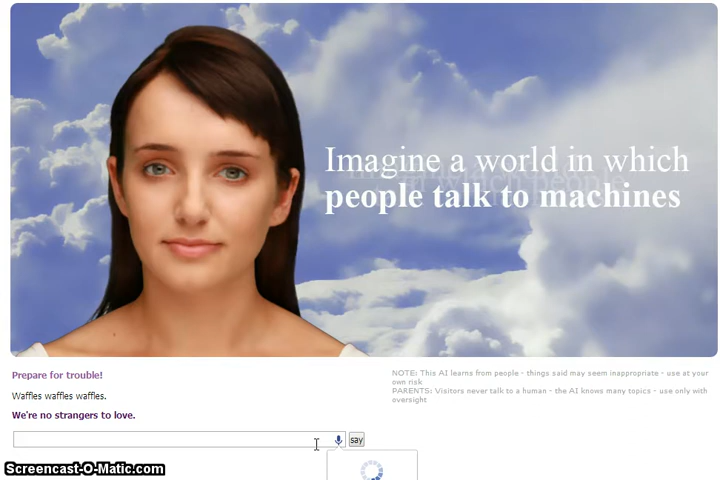 Imagine a world in which
people talk to machines
Prepare for trouble!
Waffles waffles waffles.
We're no strangers to love.
say
NOTE: This AI learns from people - things said may seem inappropriate - use at your
own risk
PARENTS: Visitors never talk to a human - the AI knows many topics - use only with
oversight
Screencast-O-Matic.com